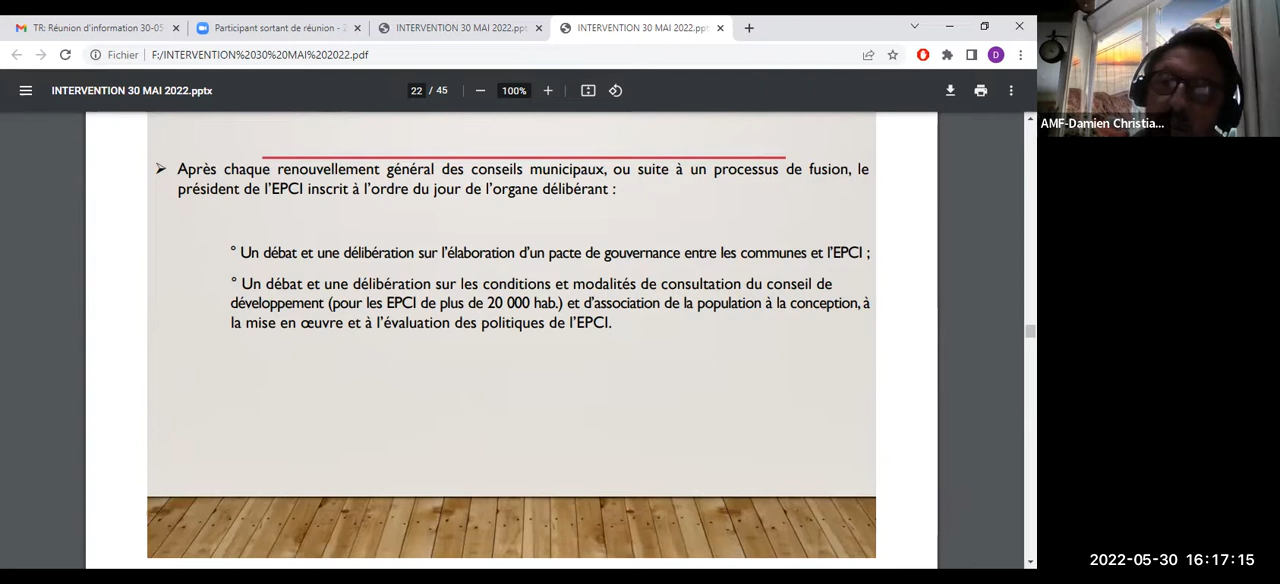 TR: Réunion d'information 30-05
Participant sortant de réunion - Z
INTERVENTION 30 MAI 2022.ppt
INTERVENTION 30 MAI 2022.ppt
Fichier
F:/INTERVENTION%2030%20MAI%202022.pdf
D
INTERVENTION 30 MAI 2022.pptx
22 / 45
100%
AMF-Damien Christia...
Après chaque renouvellement général des conseils municipaux, ou suite à un processus de fusion, le
président de l'EPCI inscrit à l'ordre du jour de l'organe délibérant :
° Un débat et une délibération sur l'élaboration d'un pacte de gouvernance entre les communes et l'EPCI ;
° Un débat et une délibération sur les conditions et modalités de consultation du conseil de
développement (pour les EPCI de plus de 20 000 hab.) et d'association de la population à la conception, à
la mise en œuvre et à l'évaluation des politiques de l'EPCI.
2022-05-30 16:17:15